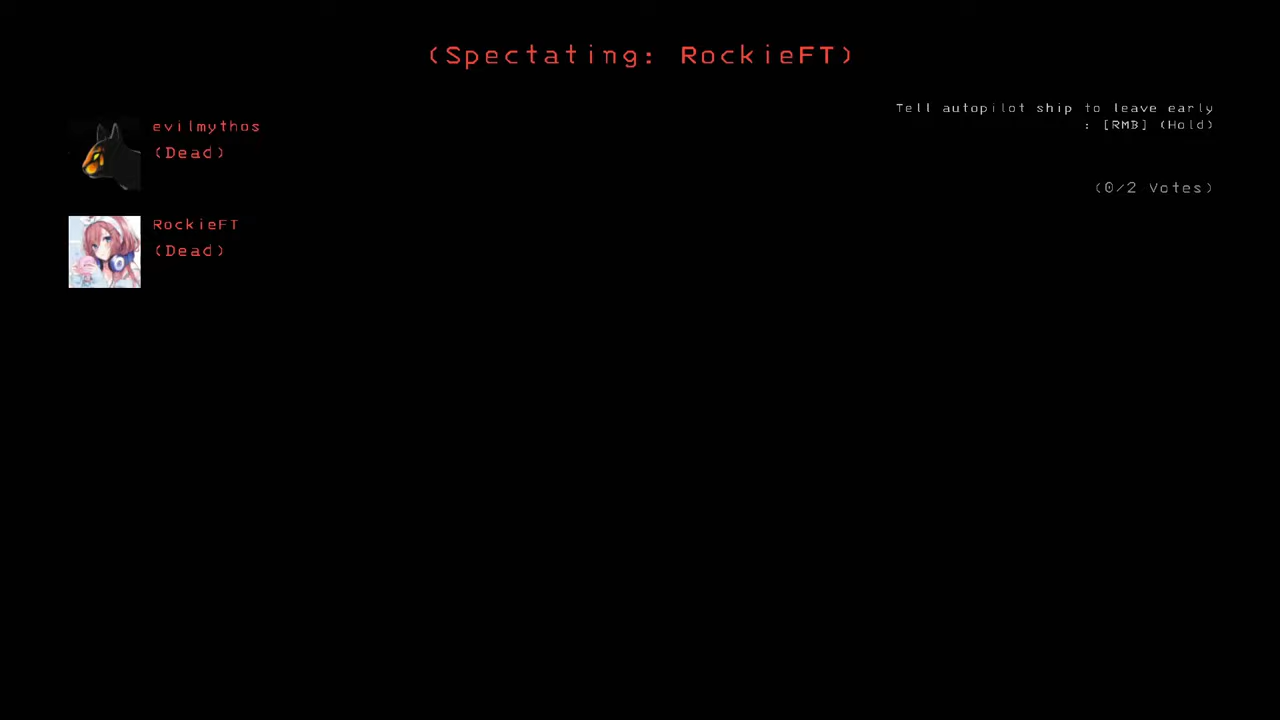 (Spectating: RockieFT)
Tell autopilot ship to leave early
: [RMB] (Hold)
evilmythos
(Dead)
(0/2 Votes)
RockieFT
(Dead)